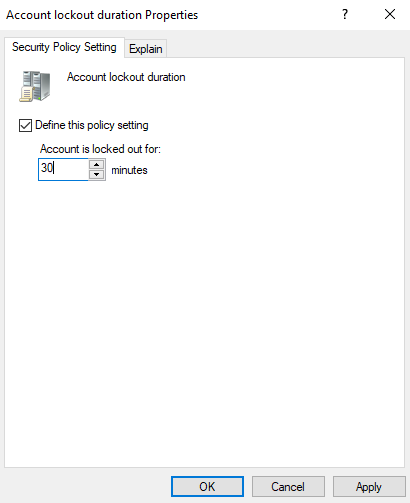 Account lockout duration Properties ?
Security Policy Setting Explain
Account lockout duration
Define this policy setting
Account is locked out for:
30 minutes
OK Cancel Apply